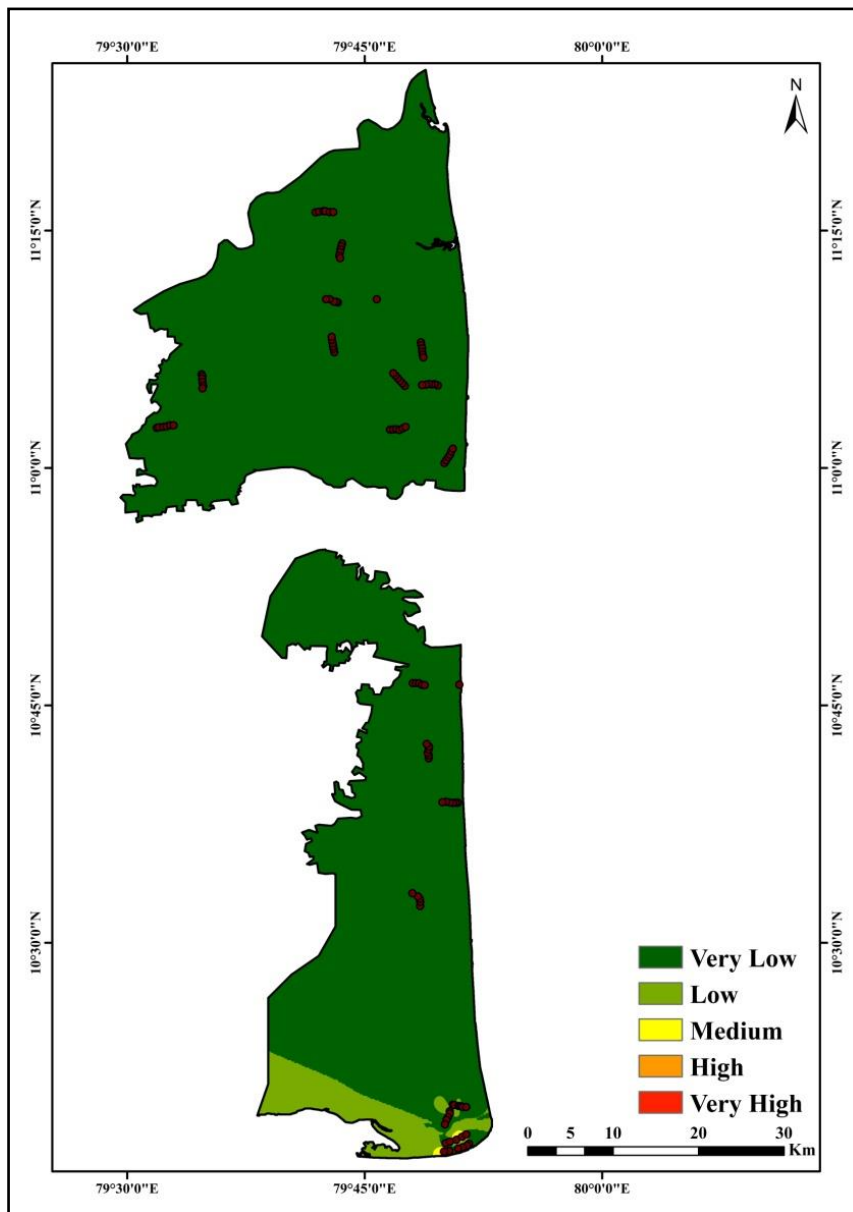 79°30'0"E 79°45'0"E 80°0'0"E
N
11°15'0"N 11°15'0"N
11°0'0"N 11°0'0"N
10°45'0"N 10°45'0"N
10°30'0"N 10°30'0"N
Very Low
Low
Medium
High
Very High
0 5 10 20 30
Km
79°30'0"E 79°45'0"E 80°0'0"E